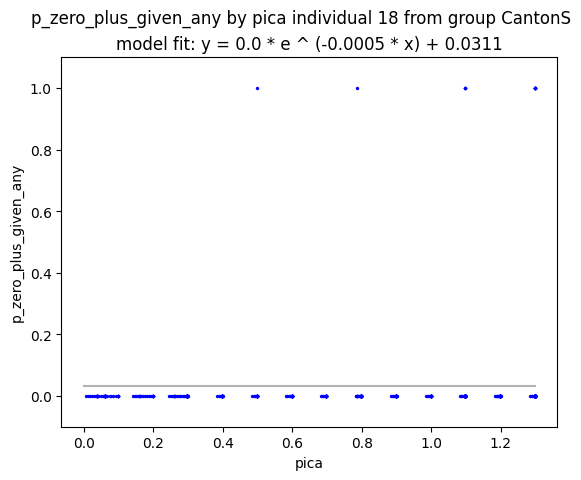 p_zero_plus_given_any by pica individual 18 from group CantonS
model fit: y = 0.0 * e ^ (-0.0005 * x) + 0.0311
1.0
0.8
0.6
0.4
0.2
0.0
p_zero_plus_given_any
0.0 0.2 0.4 0.6 0.8 1.0 1.2
pica